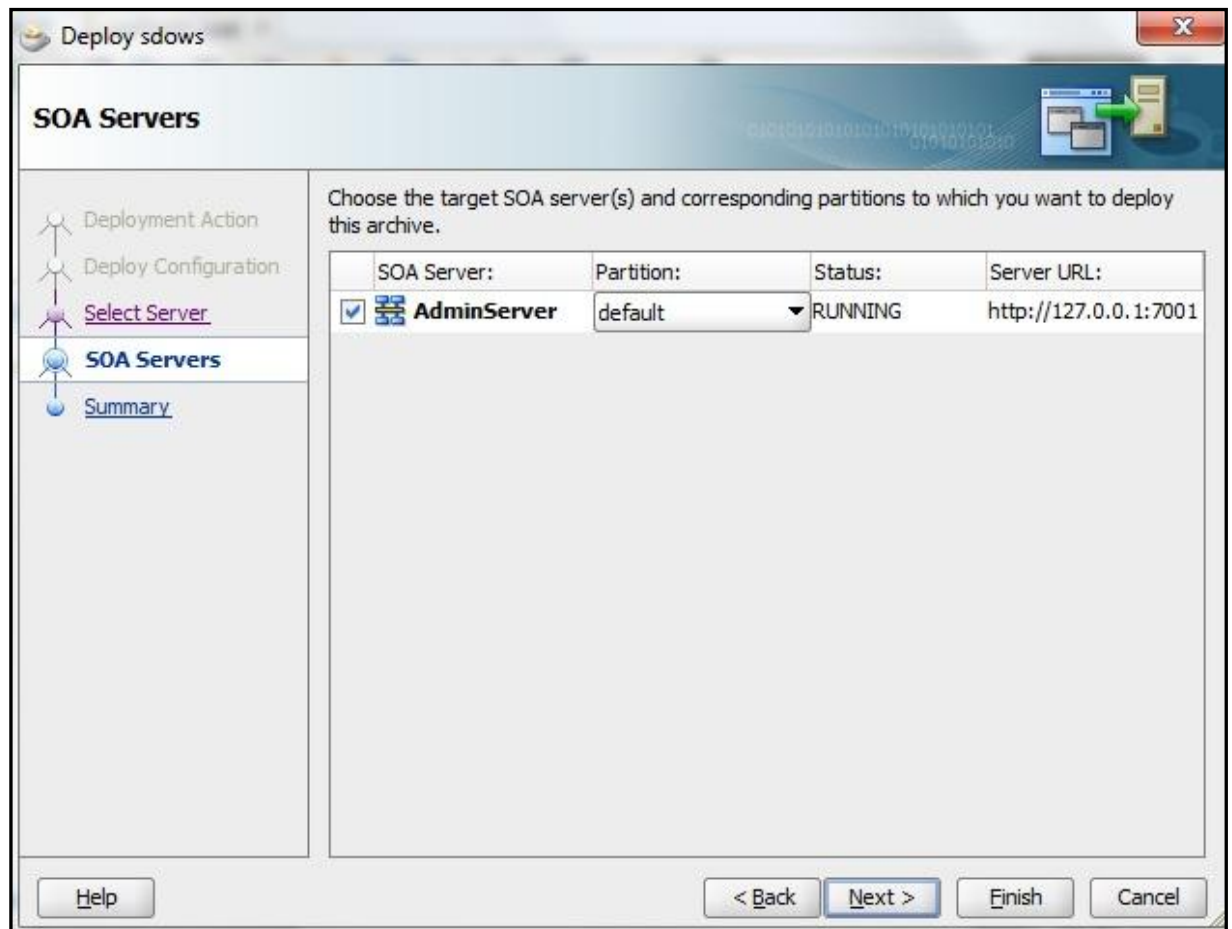 Deploy sdows
SOA Servers
Deployment Action
Deploy Configuration
Select Server
SOA Servers
Summary
Choose the target SOA server(s) and corresponding partitions to which you want to deploy
this archive.
SOA Server: Partition: Status: Server URL:
AdminServer default RUNNING http://127.0.0.1:7001
Help < Back Next > Finish Cancel